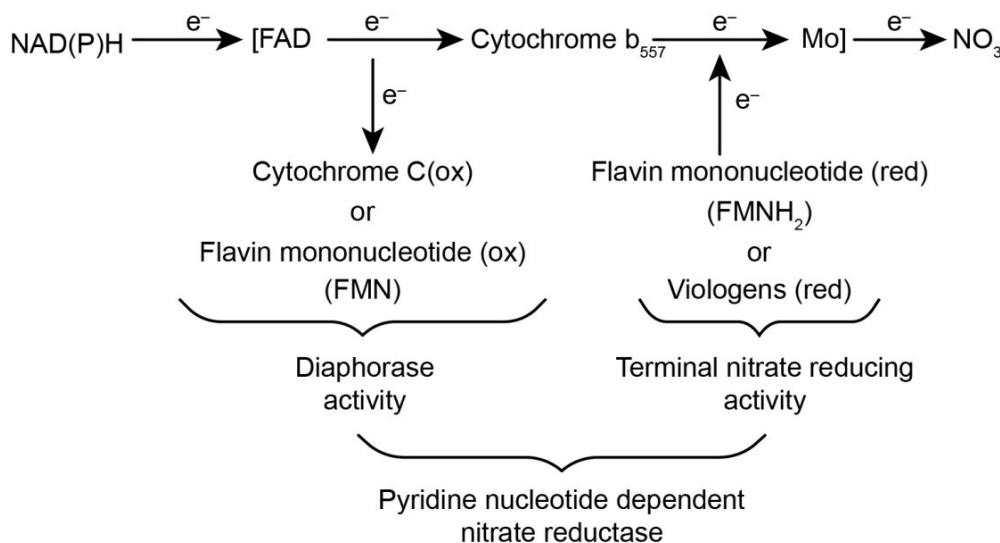 NAD(P)H e⁻ [FAD e⁻ Cytochrome b₅₅₇ e⁻ Mo] e⁻ NO₃
e⁻ e⁻
Cytochrome C(ox)
or
Flavin mononucleotide (ox)
(FMN)
Flavin mononucleotide (red)
(FMNH₂)
or
Viologens (red)
Diaphorase
activity
Terminal nitrate reducing
activity
Pyridine nucleotide dependent
nitrate reductase